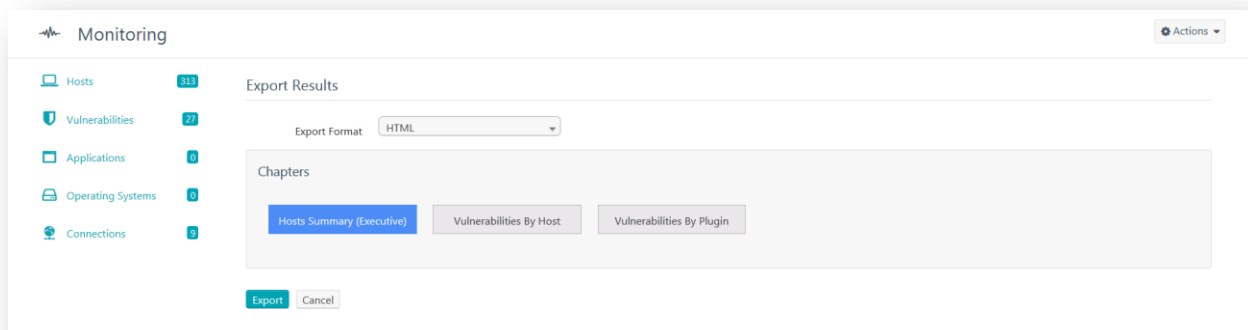 Monitoring
Actions
Hosts 313
Vulnerabilities 27
Applications 0
Operating Systems 0
Connections 9
Export Results
Export Format HTML
Chapters
Hosts Summary (Executive) Vulnerabilities By Host Vulnerabilities By Plugin
Export Cancel